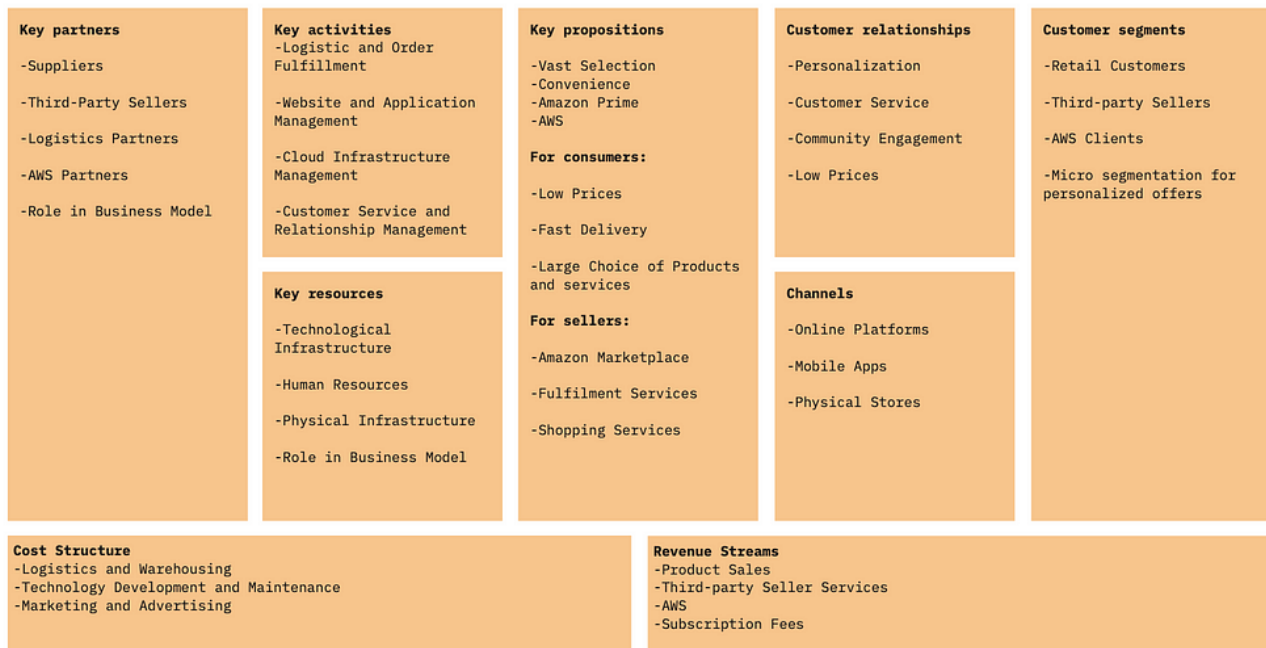 Key partners
-Suppliers
-Third-Party Sellers
-Logistics Partners
-AWS Partners
-Role in Business Model
Key activities
-Logistic and Order
Fulfillment
-Website and Application
Management
-Cloud Infrastructure
Management
-Customer Service and
Relationship Management
Key resources
-Technological
Infrastructure
-Human Resources
-Physical Infrastructure
-Role in Business Model
Key propositions
-Vast Selection
-Convenience
-Amazon Prime
-AWS
For consumers:
-Low Prices
-Fast Delivery
-Large Choice of Products
and services
For sellers:
-Amazon Marketplace
-Fulfilment Services
-Shopping Services
Customer relationships
-Personalization
-Customer Service
-Community Engagement
-Low Prices
Channels
-Online Platforms
-Mobile Apps
-Physical Stores
Customer segments
-Retail Customers
-Third-party Sellers
-AWS Clients
-Micro segmentation for
personalized offers
Cost Structure
-Logistics and Warehousing
-Technology Development and Maintenance
-Marketing and Advertising
Revenue Streams
-Product Sales
-Third-party Seller Services
-AWS
-Subscription Fees